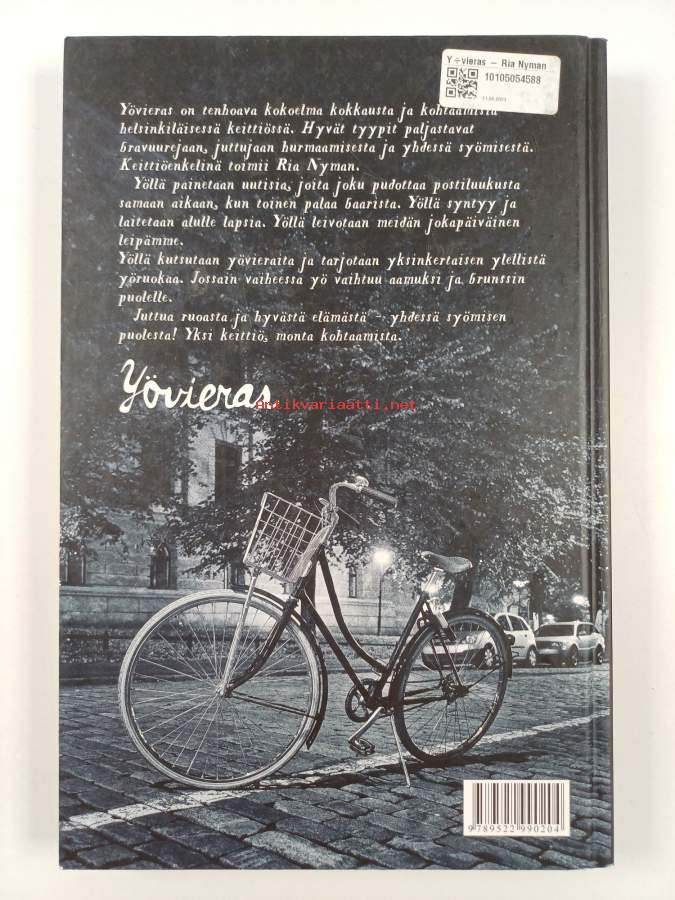 Y÷vieras – Ria Nyman
10105054588
Yövieras on tenhoava kokoelma kokkausta ja kohtaamisia
helsinkiläisessä keittiössä. Hyvät tyypit paljastavat
bravuurejaan, juttujaan hurmaamisesta ja yhdessä syömisestä.
Keittiöenkelinä toimii Ria Nyman.
Yöllä painetaan uutisia, joita joku pudottaa postiluukusta
samaan aikaan, kun toinen palaa baarista. Yöllä syntyy ja
laitetaan alulle lapsia. Yöllä leivotaan meidän jokapäiväinen
leipämme.
Yöllä kutsutaan yövieraita ja tarjotaan yksinkertaisen ylellistä
yöruokaa. Jossain vaiheessa yö vaihtuu aamuksi ja brunssin
puolelle.
Juttua ruoasta ja hyvästä elämästä – yhdessä syömisen
puolesta! Yksi keittiö, monta kohtaamista.
Yövieras
antikvariaatti.net
9 789522 990204